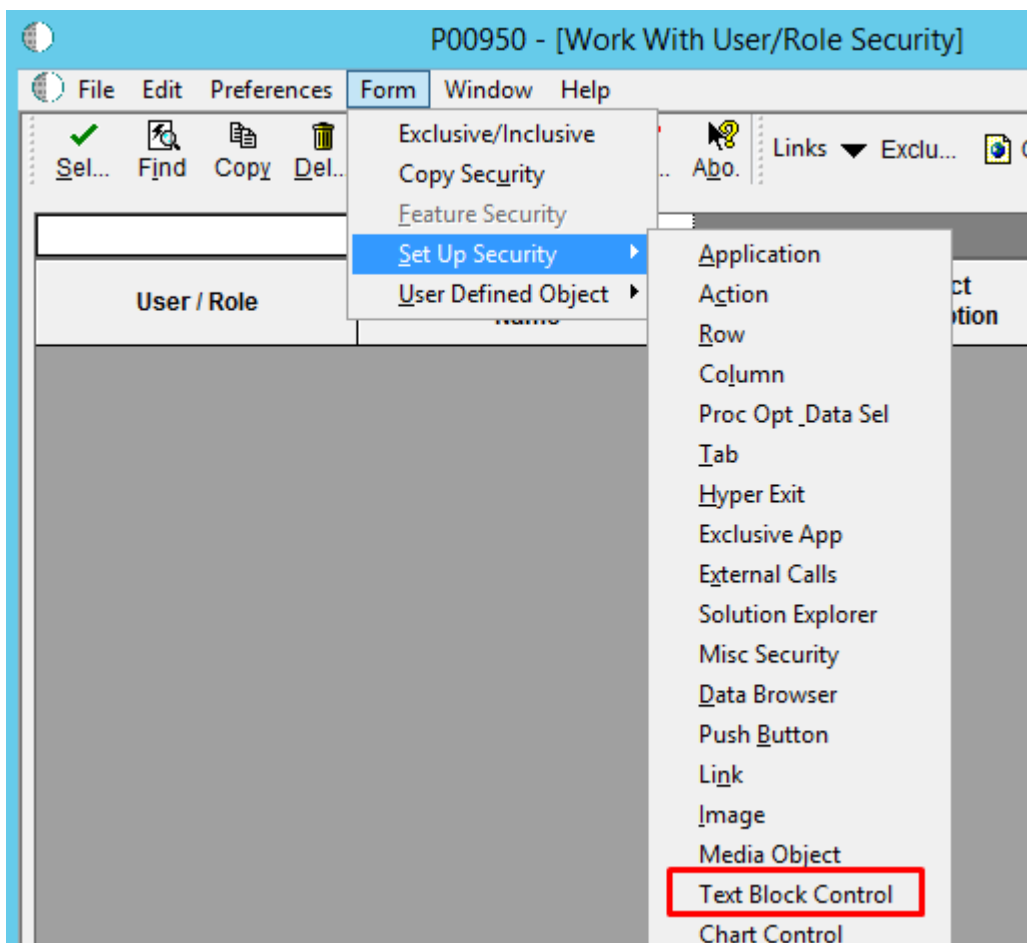 P00950 - [Work With User/Role Security]
File Edit Preferences Form Window Help
Sel... Find Copy Del... Abo. Links Exclu...
Exclusive/Inclusive
Copy Security
Feature Security
Set Up Security
User Defined Object
User / Role
Application
Action
Row
Column
Proc Opt _Data Sel
Tab
Hyper Exit
Exclusive App
External Calls
Solution Explorer
Misc Security
Data Browser
Push Button
Link
Image
Media Object
Text Block Control
Chart Control